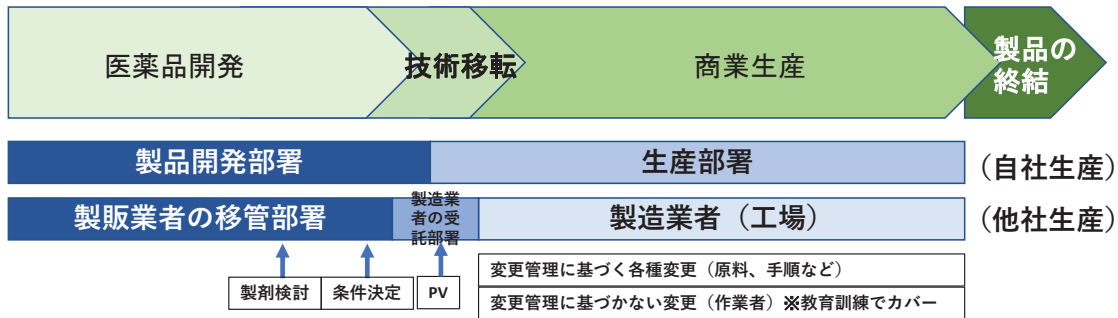 医薬品開発
技術移転
商業生産
製品の
終結
製品開発部署
生産部署
（自社生産）
製販業者の移管部署
製造業
者の受
託部署
製造業者（工場）
（他社生産）
製剤検討
条件決定
PV
変更管理に基づく各種変更（原料、手順など）
変更管理に基づかない変更（作業者）※教育訓練でカバー